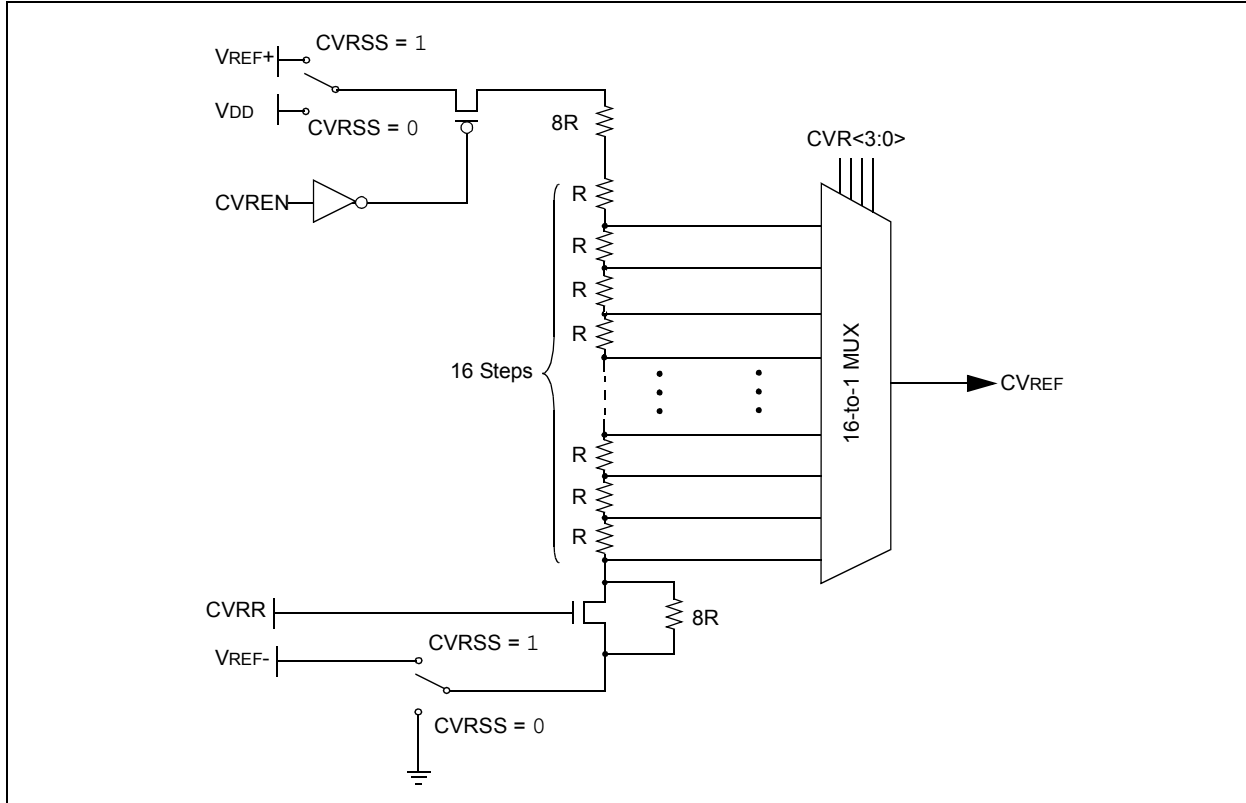 CVRSS = 1
VREF+
VDD
CVRSS = 0
8R
CVR<3:0>
CVREN
R
R
R
R
16 Steps
16-to-1 MUX
CVREF
R
R
R
CVRR
8R
CVRSS = 1
VREF-
CVRSS = 0